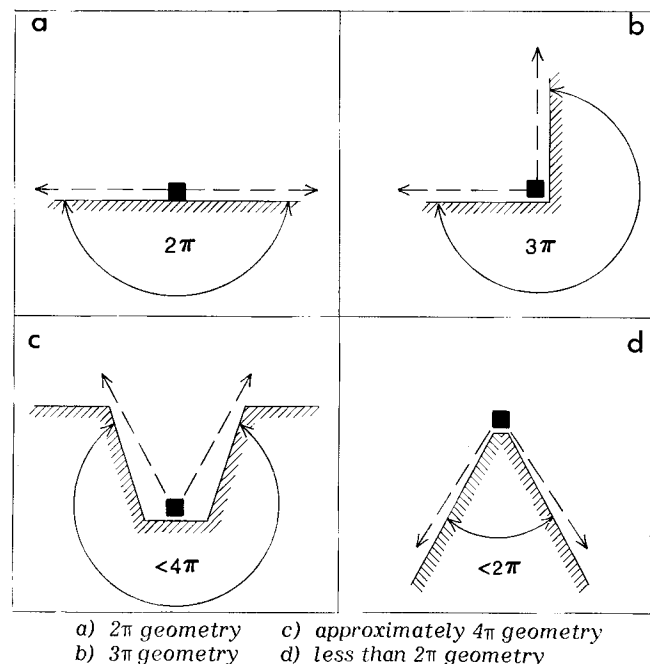 a
b
2π
3π
c
d
<4π
<2π
a) 2π geometry c) approximately 4π geometry
b) 3π geometry d) less than 2π geometry